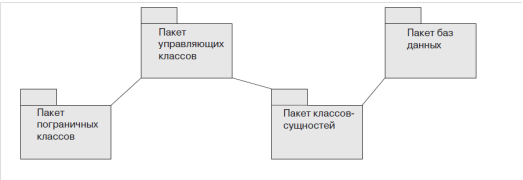 Пакет
управляющих
классов
Пакет баз
данных
Пакет
пограничных
классов
Пакет классов-
сущностей